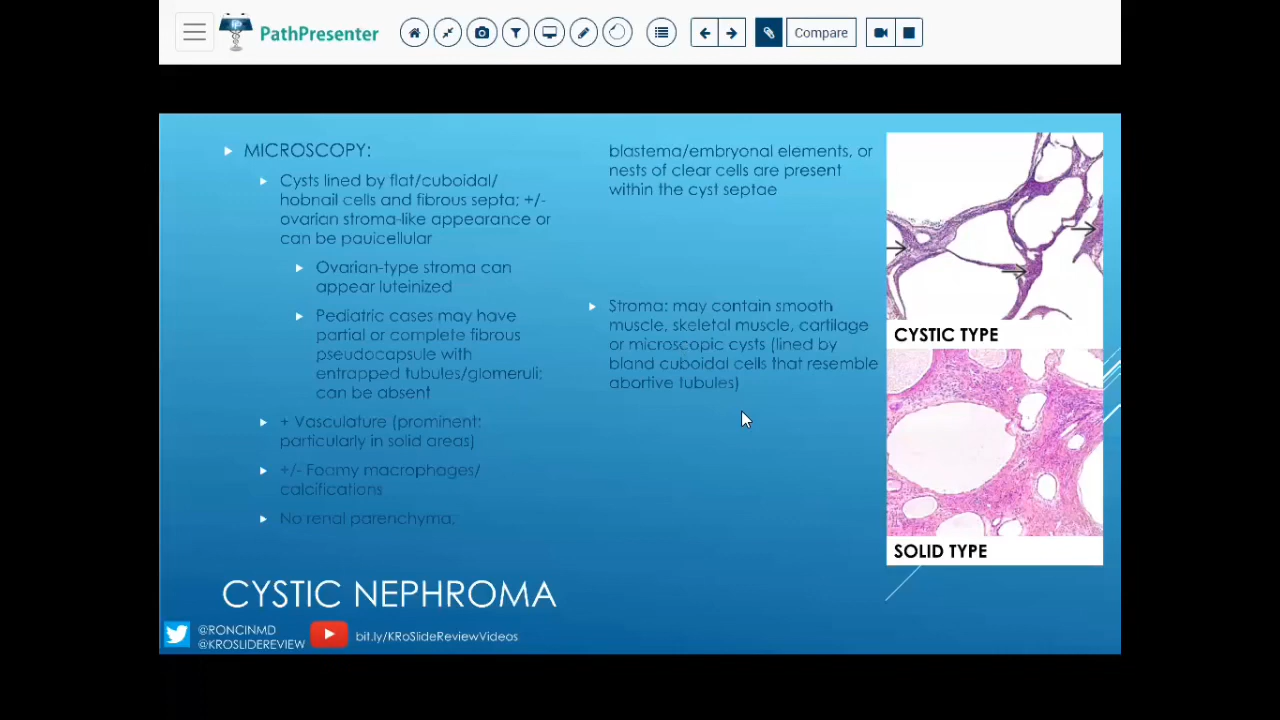 PathPresenter
Compare
MICROSCOPY:
Cysts lined by flat/cuboidal/
hobnail cells and fibrous septa; +/-
ovarian stroma-like appearance or
can be pauicellular
Ovarian-type stroma can
appear luteinized
Pediatric cases may have
partial or complete fibrous
pseudocapsule with
entrapped tubules/glomeruli;
can be absent
+ Vasculature (prominent;
particularly in solid areas)
+/- Foamy macrophages/
calcifications
No renal parenchyma;
blastema/embryonal elements, or
nests of clear cells are present
within the cyst septae
Stroma: may contain smooth
muscle, skeletal muscle, cartilage
or microscopic cysts (lined by
bland cuboidal cells that resemble
abortive tubules)
CYSTIC TYPE
SOLID TYPE
CYSTIC NEPHROMA
@RONCINMD
@KROSLIDEREVIEW
bit.ly/KRoSlideReviewVideos